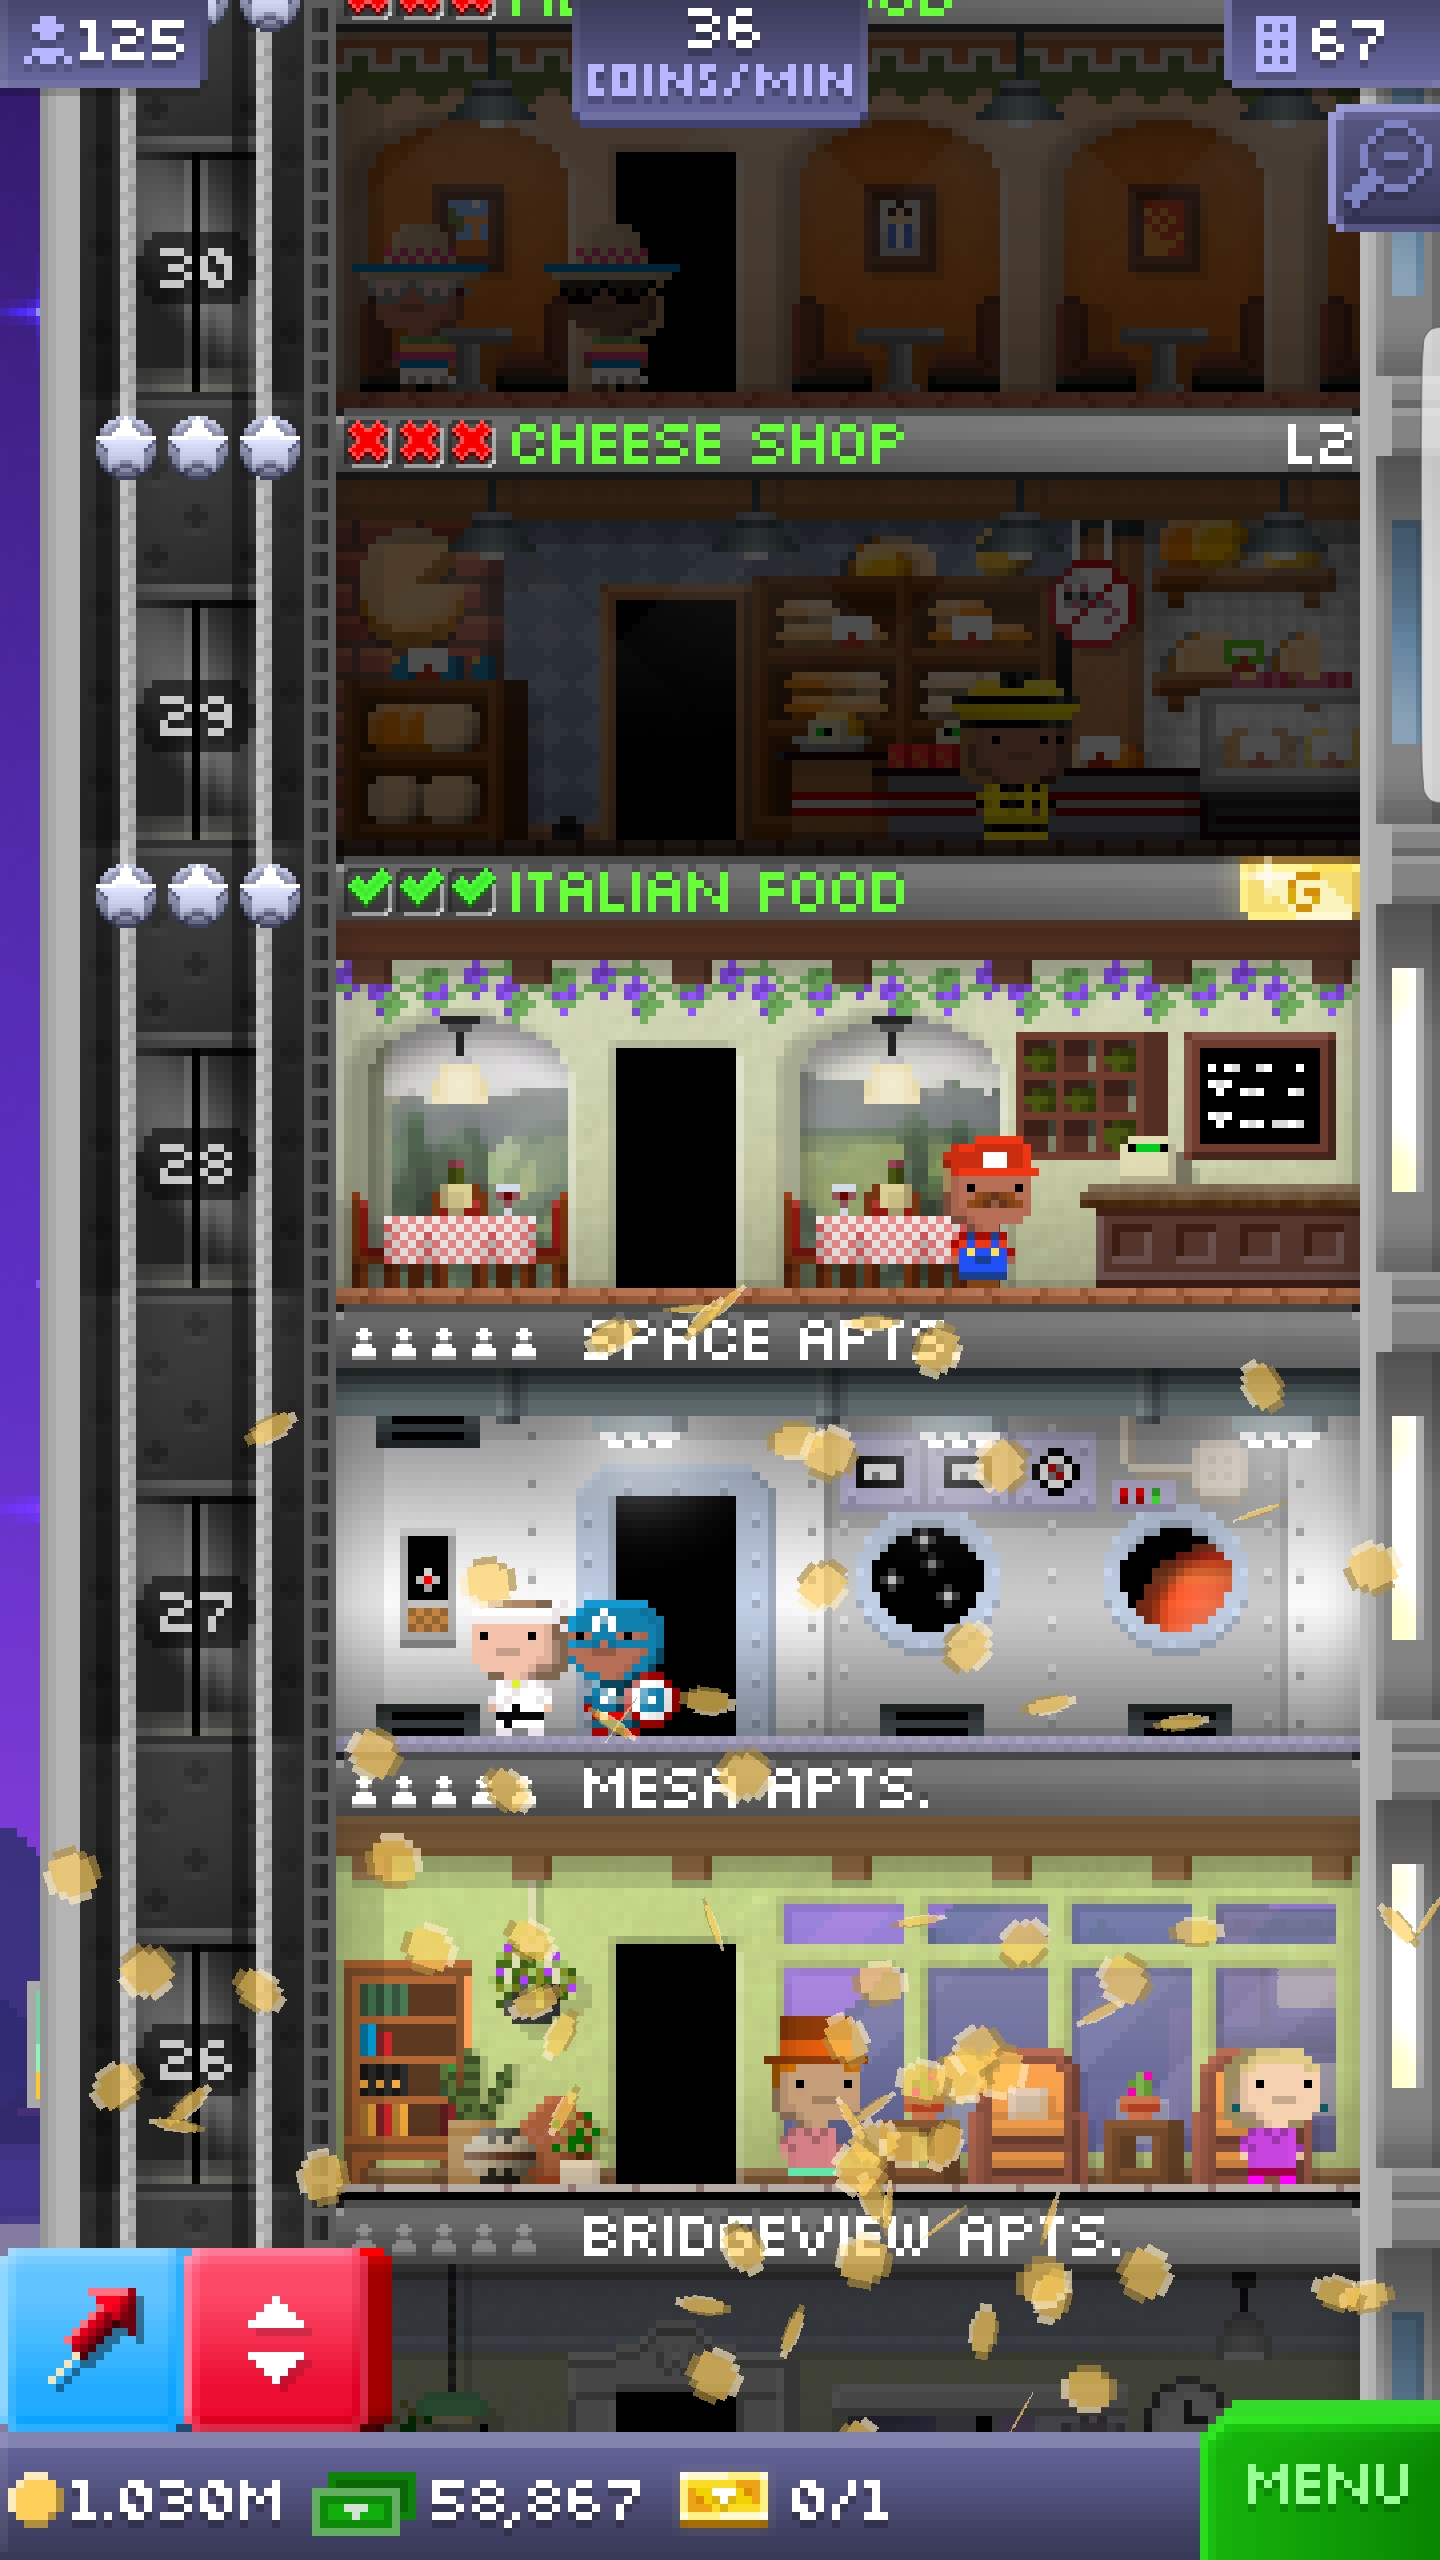 125
36
COINS/MIN
67
30
CHEESE SHOP L2
29
ITALIAN FOOD G
28
SPACE APTS.
27
MESA APTS.
26
BRIDGEVIEW APTS.
1.030M 58,867 0/1
MENU